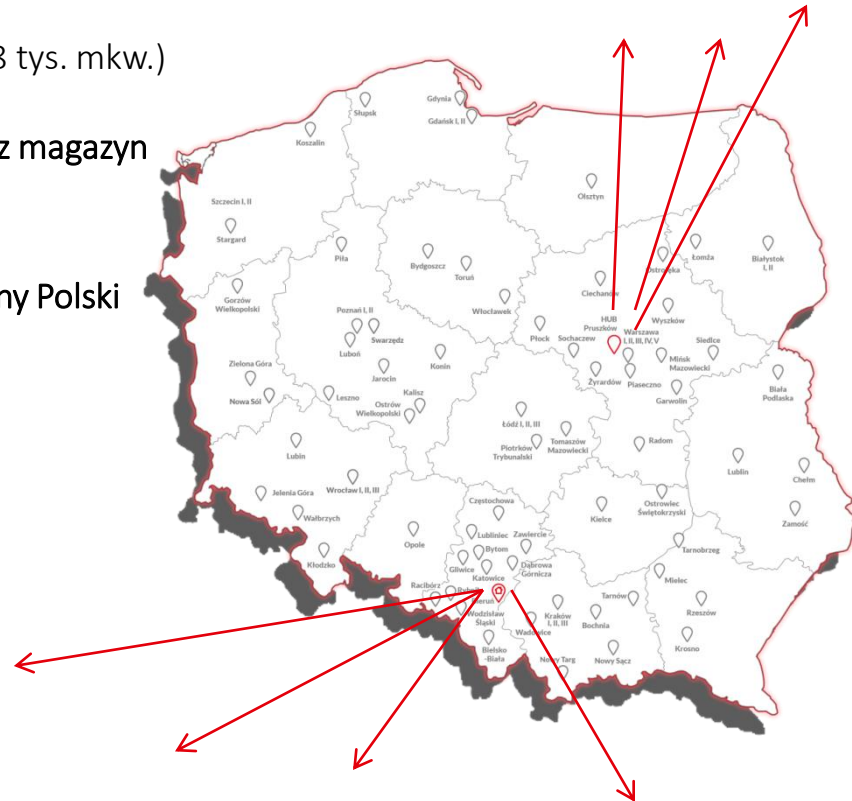 8 tys. mkw.)
z magazyn
ny Polski
Słupsk
Gdynia
Gdańsk I, II
Koszalin
Olsztyn
Szczecin I, II
Stargard
Piła
Bydgoszcz
Toruń
Łomża
Białystok
I, II
Ostrołęka
Ciechanów
Gorzów
Wielkopolski
Włocławek
Wyszków
Poznań I, II
Swarzędz
Luboń
Płock
Sochaczew
HUB
Pruszków
Warszawa
I, II, III, IV, V
Siedlce
Mińsk
Mazowiecki
Konin
Zielona Góra
Nowa Sól
Jarocin
Leszno
Kalisz
Ostrów
Wielkopolski
Żyrardów
Piaseczno
Garwolin
Biała
Podlaska
Łódź I, II, III
Piotrków
Trybunalski
Tomaszów
Mazowiecki
Radom
Lublin
Chełm
Zamość
Lubin
Jelenia Góra
Wrocław I, II, III
Wałbrzych
Kłodzko
Opole
Częstochowa
Lubliniec
Zawiercie
Bytom
Gliwice
Katowice
Dąbrowa
Górnicza
Kielce
Ostrowiec
Świętokrzyski
Tarnobrzeg
Mielec
Racibórz
Wodzisław
Śląski
Bielsko
-Biała
Wadowice
Kraków
I, II, III
Bochnia
Tarnów
Rzeszów
Krosno
Nowy Targ
Nowy Sącz